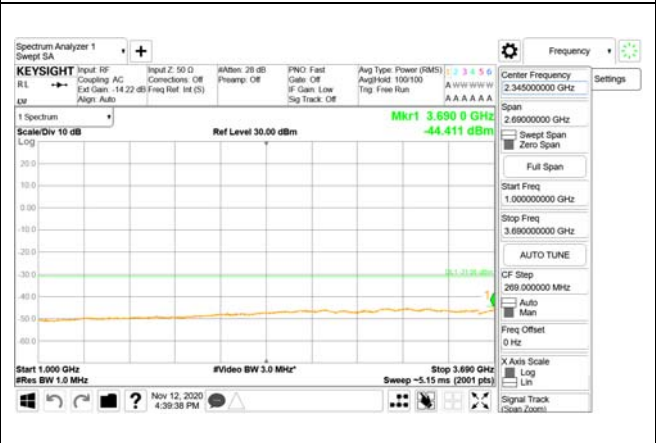 Spectrum Analyzer 1
Swept SA
Frequency
KEYSIGHT
R L
LXI
Input: RF
Coupling: AC
Ext Gain: -14.22 dB
Align: Auto
Input Z: 50 Ω
Corrections: Off
Freq Ref: Int (S)
#Atten: 28 dB
Preamp: Off
PNO: Fast
Gate: Off
IF Gain: Low
Sig Track: Off
Avg Type: Power (RMS)
Avg|Hold: 100/100
Trig: Free Run
1 2 3 4 5 6
A W W W W W
A A A A A A
1 Spectrum
Scale/Div 10 dB
Log
Ref Level 30.00 dBm
Mkr1 3.690 0 GHz
-44.411 dBm
20.0
10.0
0.00
-10.0
-20.0
-30.0
-40.0
-50.0
-60.0
1
Start 1.000 GHz
#Res BW 1.0 MHz
#Video BW 3.0 MHz*
Stop 3.690 GHz
Sweep ~5.15 ms (2001 pts)
Center Frequency
2.345000000 GHz
Settings
Span
2.69000000 GHz
Swept Span
Zero Span
Full Span
Start Freq
1.000000000 GHz
Stop Freq
3.690000000 GHz
AUTO TUNE
CF Step
269.000000 MHz
Auto
Man
Freq Offset
0 Hz
X Axis Scale
Log
Lin
Signal Track
(Span Zoom)
Nov 12, 2020
4:39:38 PM